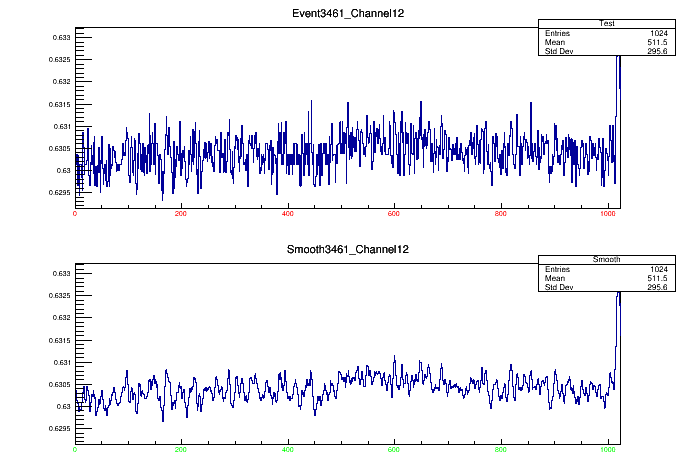 Event3461_Channel12
Test
Entries 1024
Mean 511.5
Std Dev 295.6
0.633
0.6325
0.632
0.6315
0.631
0.6305
0.63
0.6295
0 200 400 600 800 1000
Smooth3461_Channel12
Smooth
Entries 1024
Mean 511.5
Std Dev 295.6
0.633
0.6325
0.632
0.6315
0.631
0.6305
0.63
0.6295
0 200 400 600 800 1000